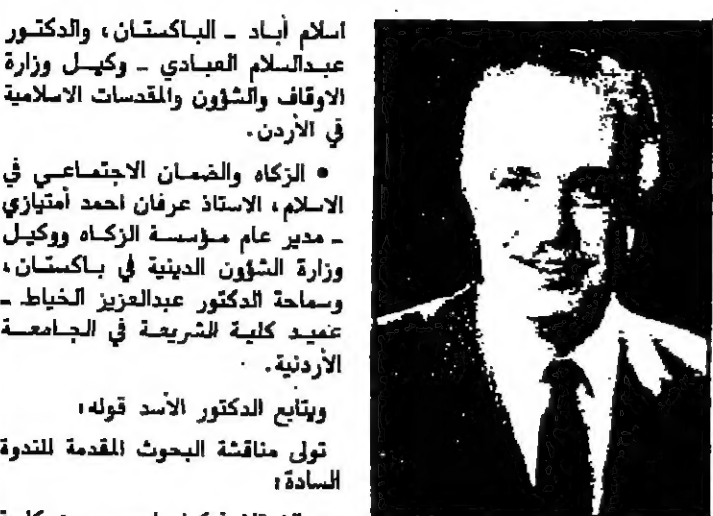 اسلام أباد ـ الباكستان، والدكتور
عبدالسلام العبادي ـ وكيل وزارة
الاوقاف والشؤون والمقدسات الاسلامية
في الأردن.
• الزكاه والضمان الاجتماعي في
الاسلام، الاستاذ عرفان احمد أمتيازي
ـ مدير عام مؤسسة الزكاه ووكيل
وزارة الشؤون الدينية في باكستان،
وسماحة الدكتور عبدالعزيز الخياط ـ
عميد كلية الشريعة في الجامعة
الأردنية.
ويتابع الدكتور الأسد قوله،
تولى مناقشة البحوث المقدمة للندوة
السادة،